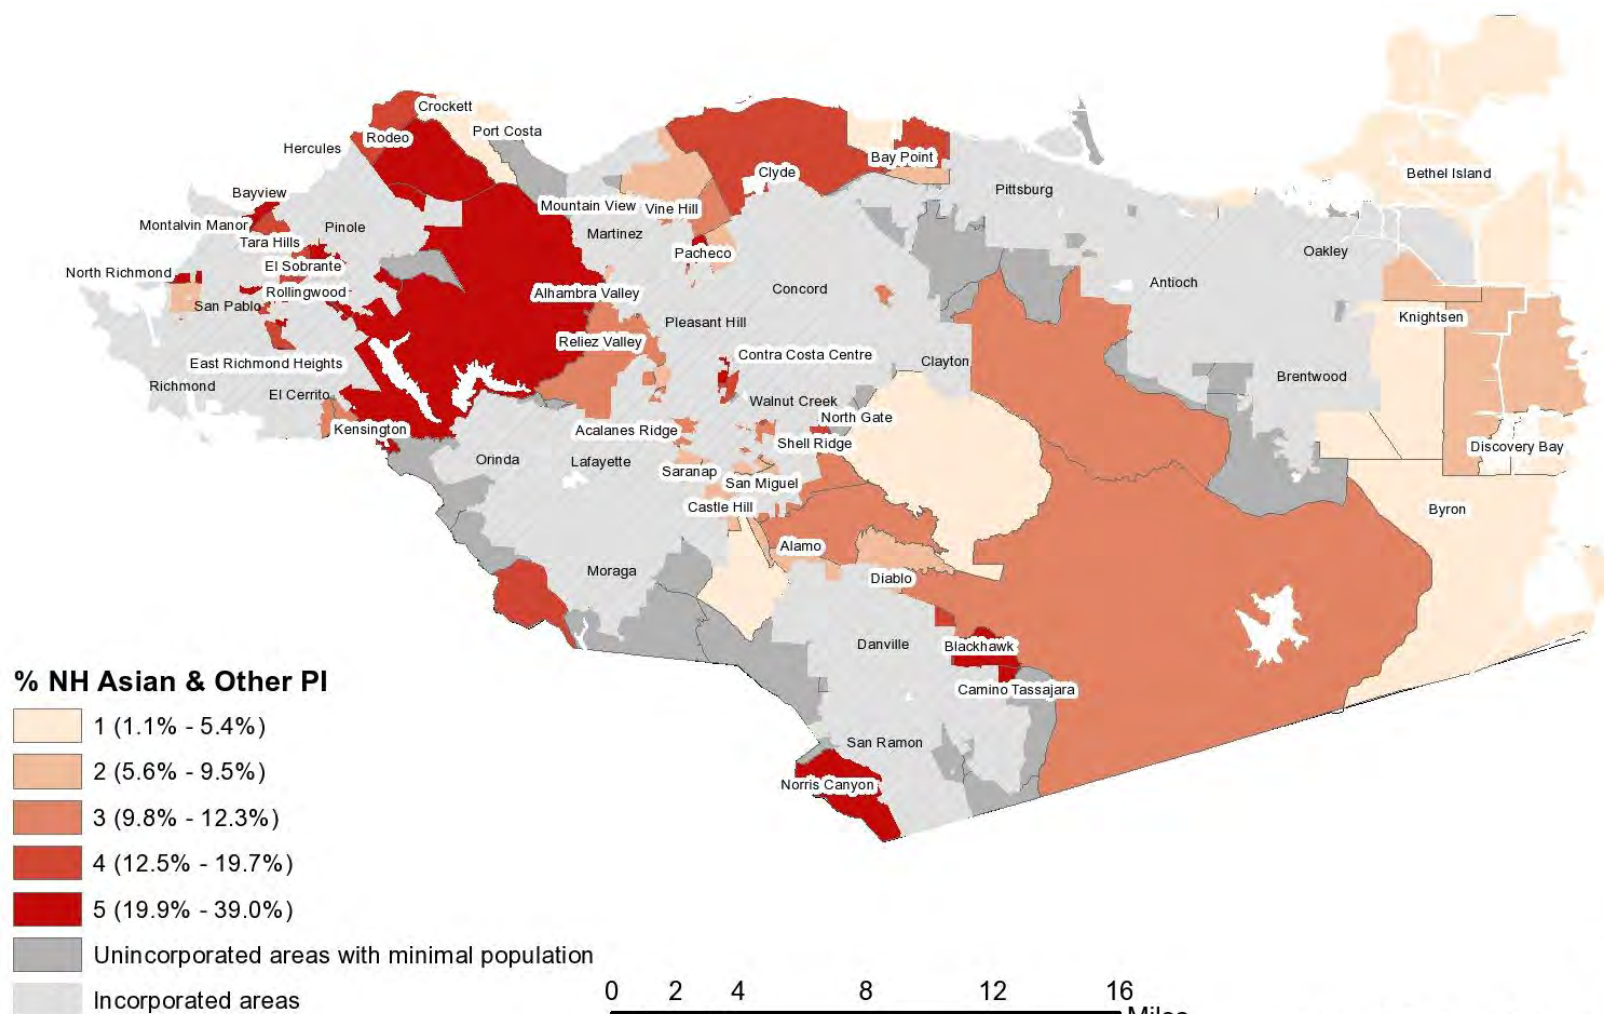 Crockett
Port Costa
Rodeo
Hercules
Bay Point
Clyde
Bethel Island
Pittsburg
Bayview
Mountain View
Vine Hill
Montalvin Manor
Pinole
Martinez
Tara Hills
Pacheco
Oakley
El Sobrante
North Richmond
Antioch
Concord
Rollingwood
Alhambra Valley
San Pablo
Knightsen
Pleasant Hill
Reliez Valley
Contra Costa Centre
East Richmond Heights
Clayton
Brentwood
Richmond
El Cerrito
Walnut Creek
North Gate
Kensington
Acalanes Ridge
Shell Ridge
Discovery Bay
Orinda
Lafayette
Saranap
San Miguel
Castle Hill
Byron
Alamo
Moraga
Diablo
Danville
Blackhawk
Camino Tassajara
San Ramon
Norris Canyon
% NH Asian & Other PI
1 (1.1% - 5.4%)
2 (5.6% - 9.5%)
3 (9.8% - 12.3%)
4 (12.5% - 19.7%)
5 (19.9% - 39.0%)
Unincorporated areas with minimal population
Incorporated areas
0 2 4 8 12 16
Miles